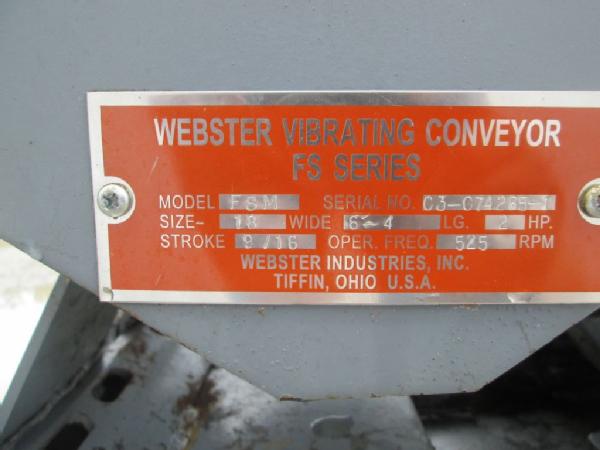 WEBSTER VIBRATING CONVEYOR
FS SERIES
MODEL FSM SERIAL NO. C3-C74265-1
SIZE- 18 WIDE 6'-4 LG. 2 HP.
STROKE 9/16 OPER. FREQ. 525 RPM
WEBSTER INDUSTRIES, INC.
TIFFIN, OHIO U.S.A.